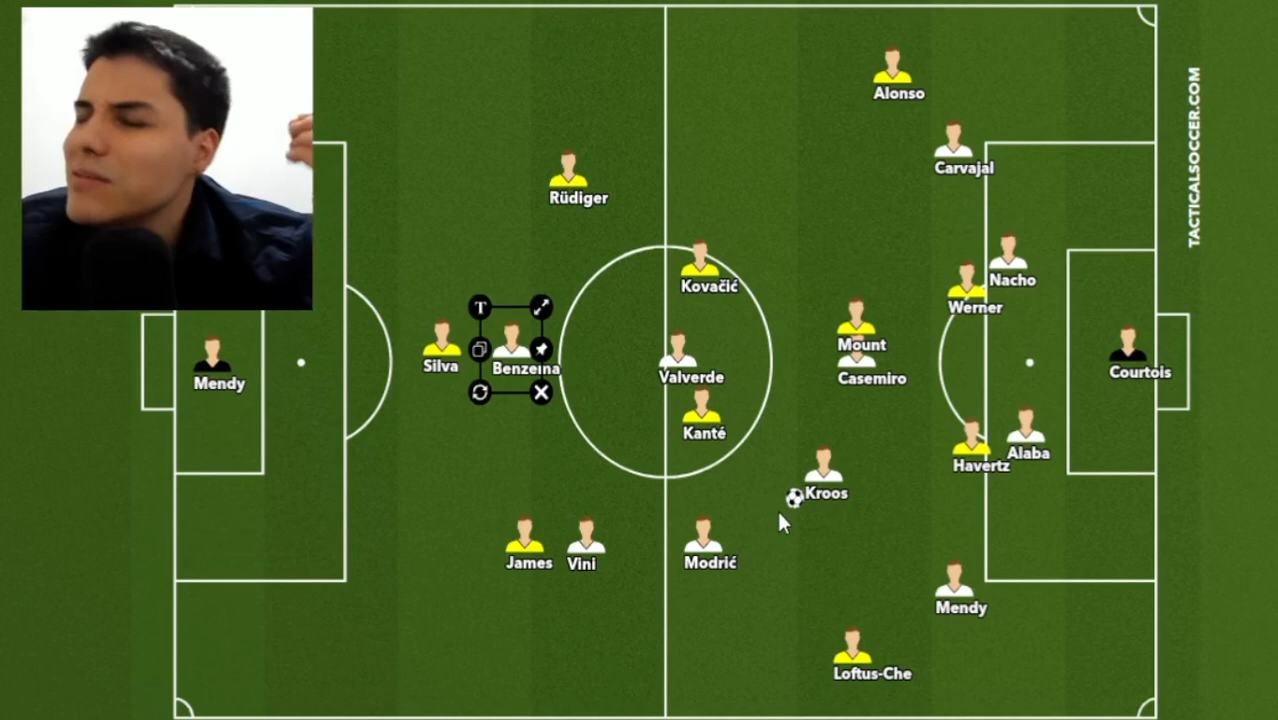 Alonso
TACTICALSOCCER.COM
Carvajal
Rüdiger
Nacho
Kovačić
Werner
T
Mount
Silva
Benzema
Valverde
Casemiro
Courtois
Mendy
Kanté
Alaba
Havertz
Kroos
James
Vini
Modrić
Mendy
Loftus-Che